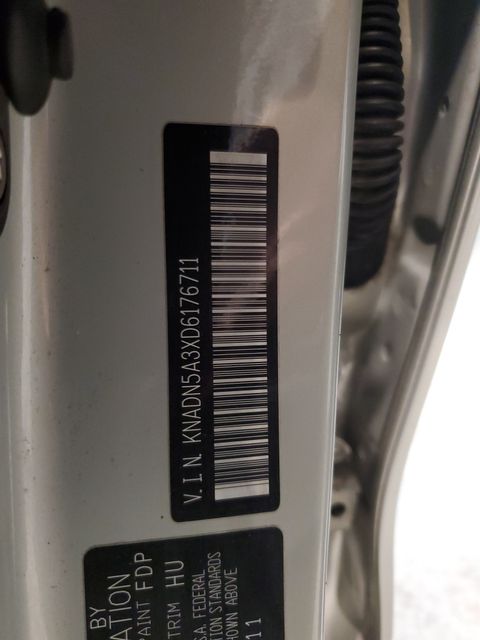 V.I.N. KNADN5A3XD6176711
BY
ATION
PAINT FDP
TRIM HU
SA FEDERAL
TION STANDARDS
HOWN ABOVE
11